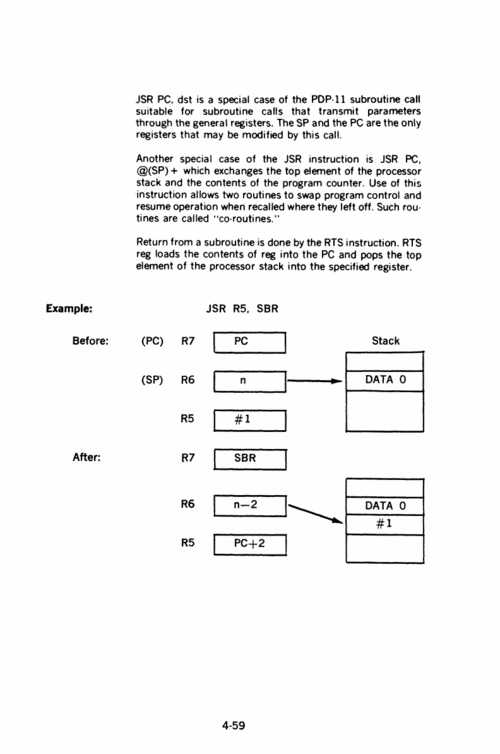 JSR PC, dst is a special case of the PDP-11 subroutine call
suitable for subroutine calls that transmit parameters
through the general registers. The SP and the PC are the only
registers that may be modified by this call.
Another special case of the JSR instruction is JSR PC,
@(SP) + which exchanges the top element of the processor
stack and the contents of the program counter. Use of this
instruction allows two routines to swap program control and
resume operation when recalled where they left off. Such rou-
tines are called "co-routines."
Return from a subroutine is done by the RTS instruction. RTS
reg loads the contents of reg into the PC and pops the top
element of the processor stack into the specified register.
Example: JSR R5, SBR
Before: (PC) R7 PC Stack
(SP) R6 n DATA 0
R5 #1
After: R7 SBR
R6 n—2 DATA 0
#1
R5 PC+2
4-59